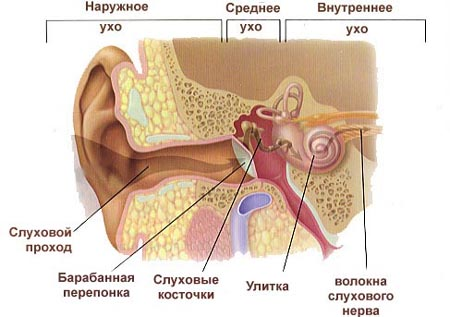 Наружное
ухо
Среднее
ухо
Внутреннее
ухо
Слуховой
проход
Барабанная
перепонка
Слуховые
косточки
Улитка
волокна
слухового
нерва